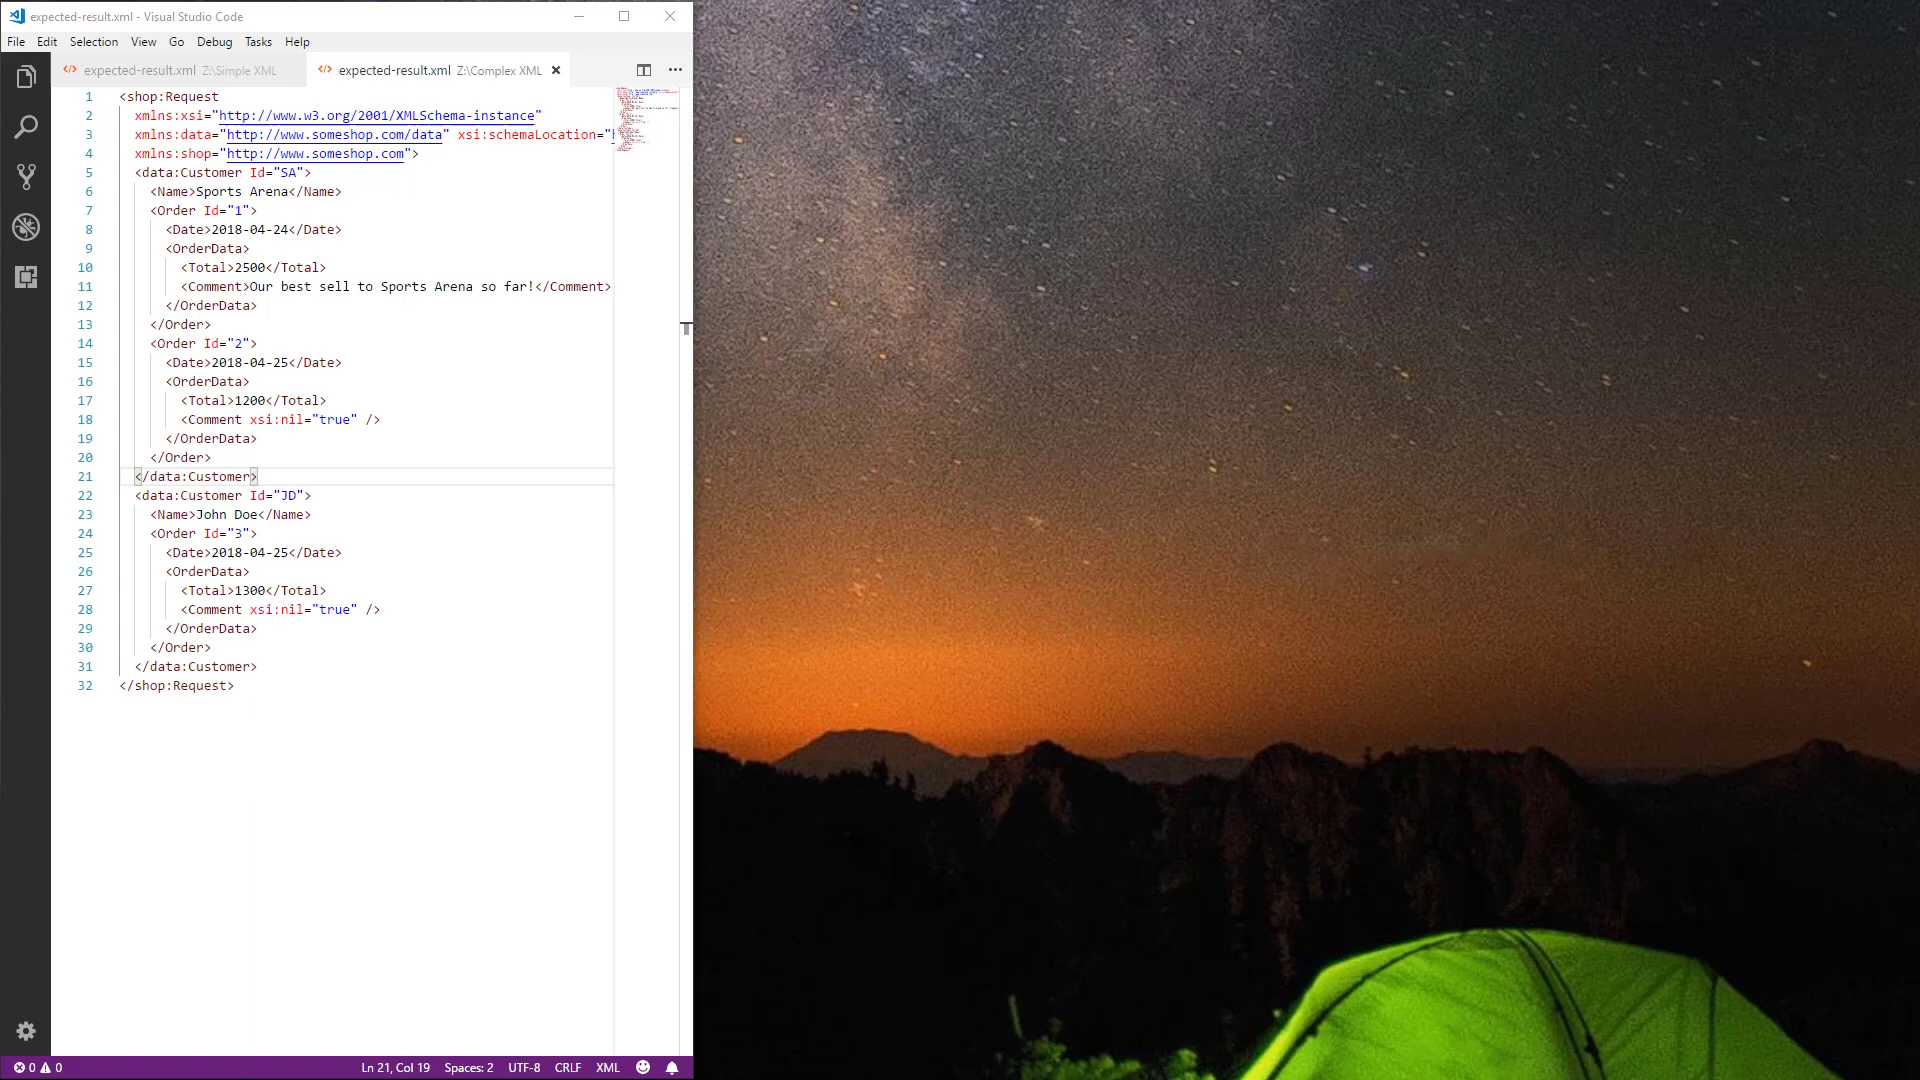 expected-result.xml - Visual Studio Code
File Edit Selection View Go Debug Tasks Help
expected-result.xml Z:\Simple XML expected-result.xml Z:\Complex XML
1 <shop:Request
2 xmlns:xsi="http://www.w3.org/2001/XMLSchema-instance"
3 xmlns:data="http://www.someshop.com/data" xsi:schemaLocation="
4 xmlns:shop="http://www.someshop.com">
5 <data:Customer Id="SA">
6 <Name>Sports Arena</Name>
7 <Order Id="1">
8 <Date>2018-04-24</Date>
9 <OrderData>
10 <Total>2500</Total>
11 <Comment>Our best sell to Sports Arena so far!</Comment>
12 </OrderData>
13 </Order>
14 <Order Id="2">
15 <Date>2018-04-25</Date>
16 <OrderData>
17 <Total>1200</Total>
18 <Comment xsi:nil="true" />
19 </OrderData>
20 </Order>
21 </data:Customer>
22 <data:Customer Id="JD">
23 <Name>John Doe</Name>
24 <Order Id="3">
25 <Date>2018-04-25</Date>
26 <OrderData>
27 <Total>1300</Total>
28 <Comment xsi:nil="true" />
29 </OrderData>
30 </Order>
31 </data:Customer>
32 </shop:Request>
0 0 Ln 21, Col 19 Spaces: 2 UTF-8 CRLF XML